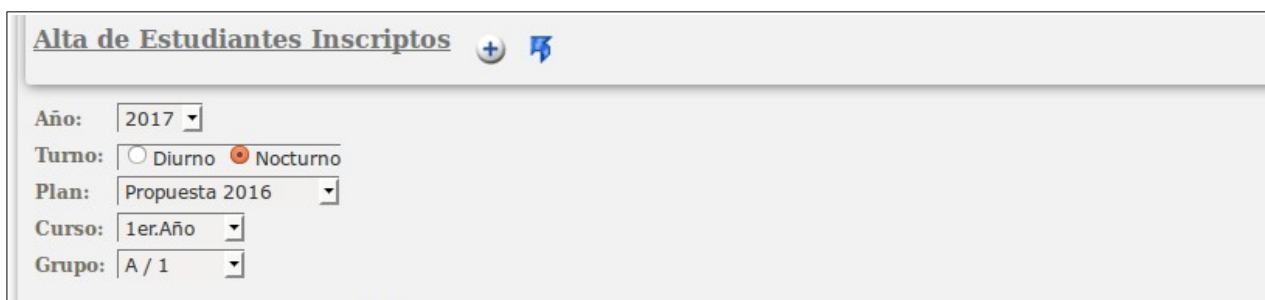 Alta de Estudiantes Inscriptos
Año: 2017
Turno: Diurno Nocturno
Plan: Propuesta 2016
Curso: 1er.Año
Grupo: A / 1